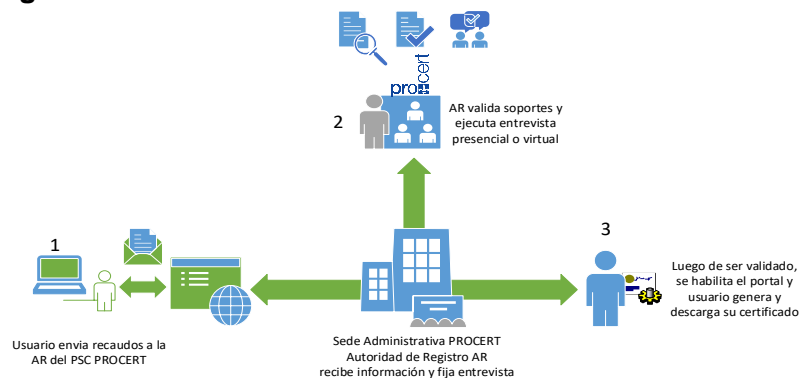 procert
2
AR valida soportes y
ejecuta entrevista
presencial o virtual
1
3
Luego de ser validado,
se habilita el portal y
usuario genera y
descarga su certificado
Usuario envia recaudos a la
AR del PSC PROCERT
Sede Administrativa PROCERT
Autoridad de Registro AR
recibe información y fija entrevista